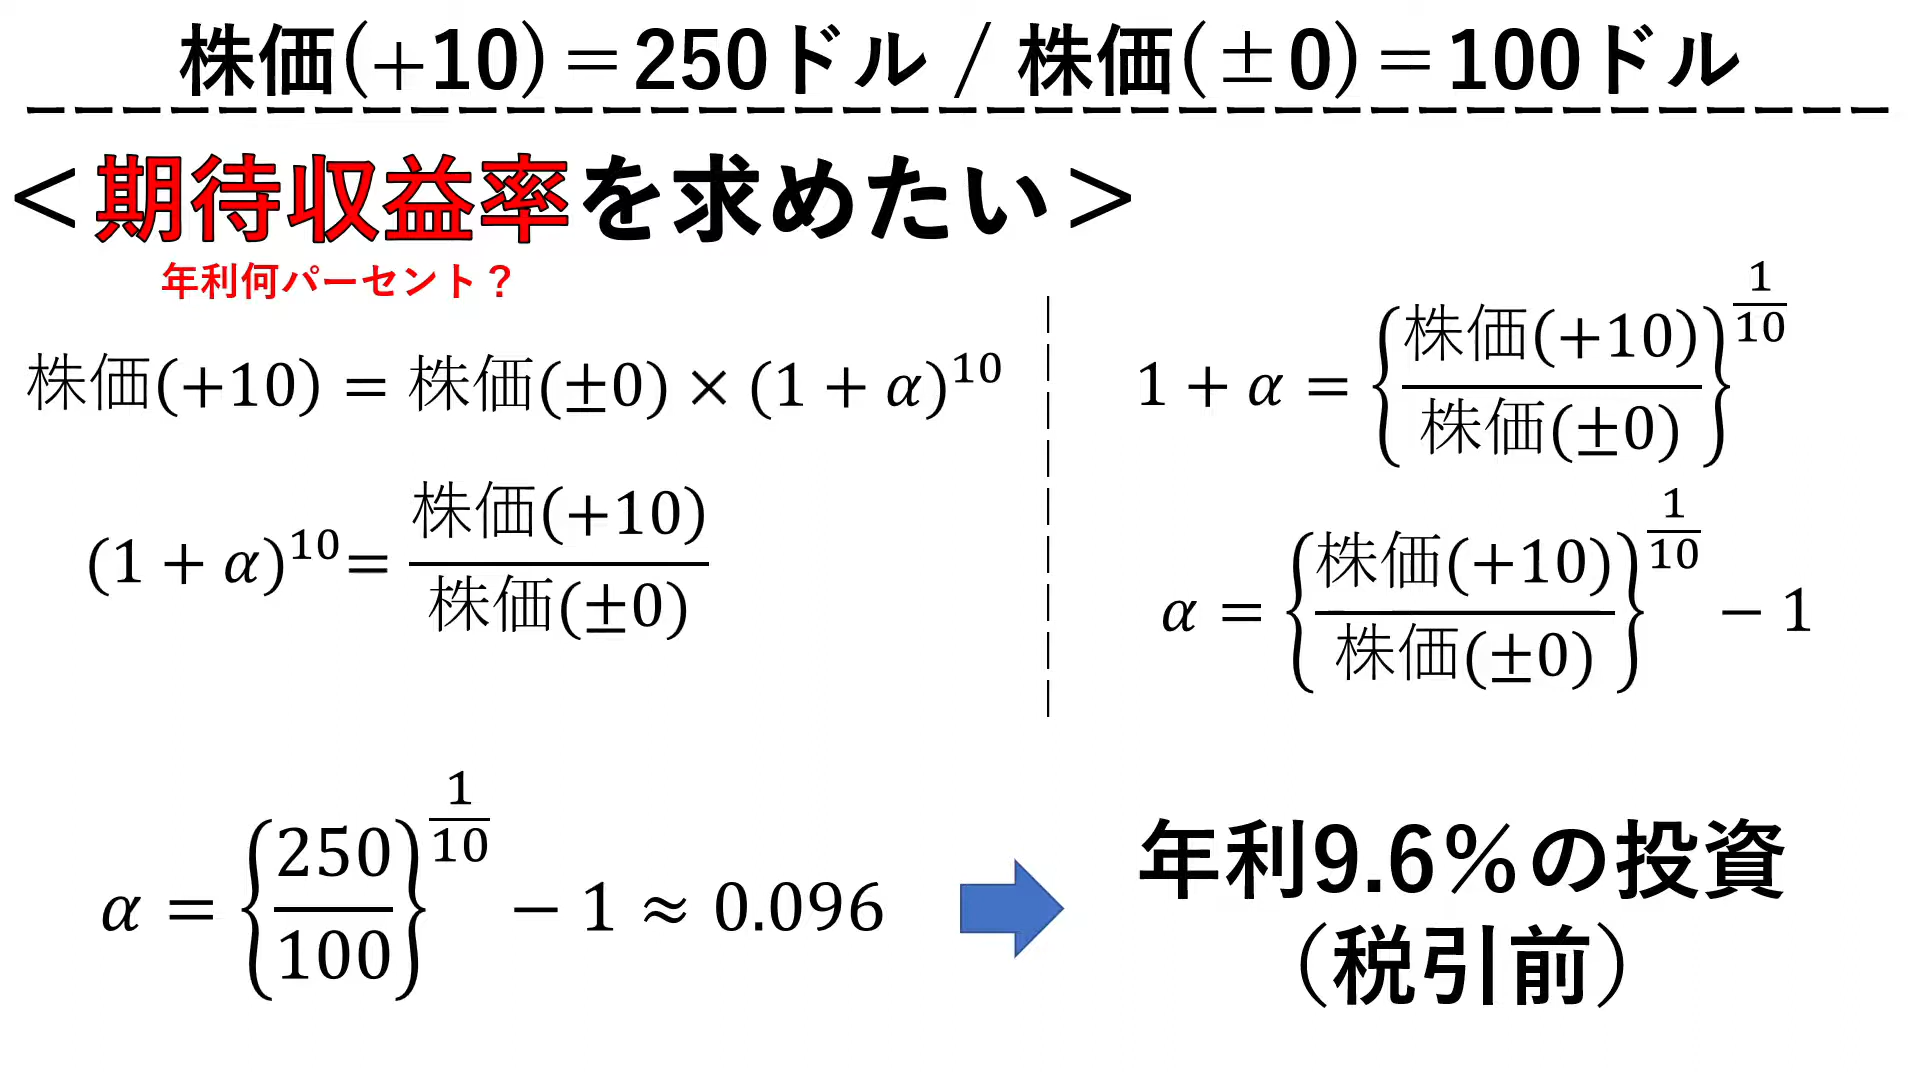 株価(+10)=250ドル / 株価(±0)=100ドル
<期待収益率を求めたい>
年利何パーセント?
株価(+10) = 株価(±0) × (1 + α)^10
(1 + α)^10= 株価(+10) / 株価(±0)
1 + α = {株価(+10) / 株価(±0)}^(1/10)
α = {株価(+10) / 株価(±0)}^(1/10) − 1
α = {250 / 100}^(1/10) − 1 ≈ 0.096
年利9.6%の投資
(税引前)